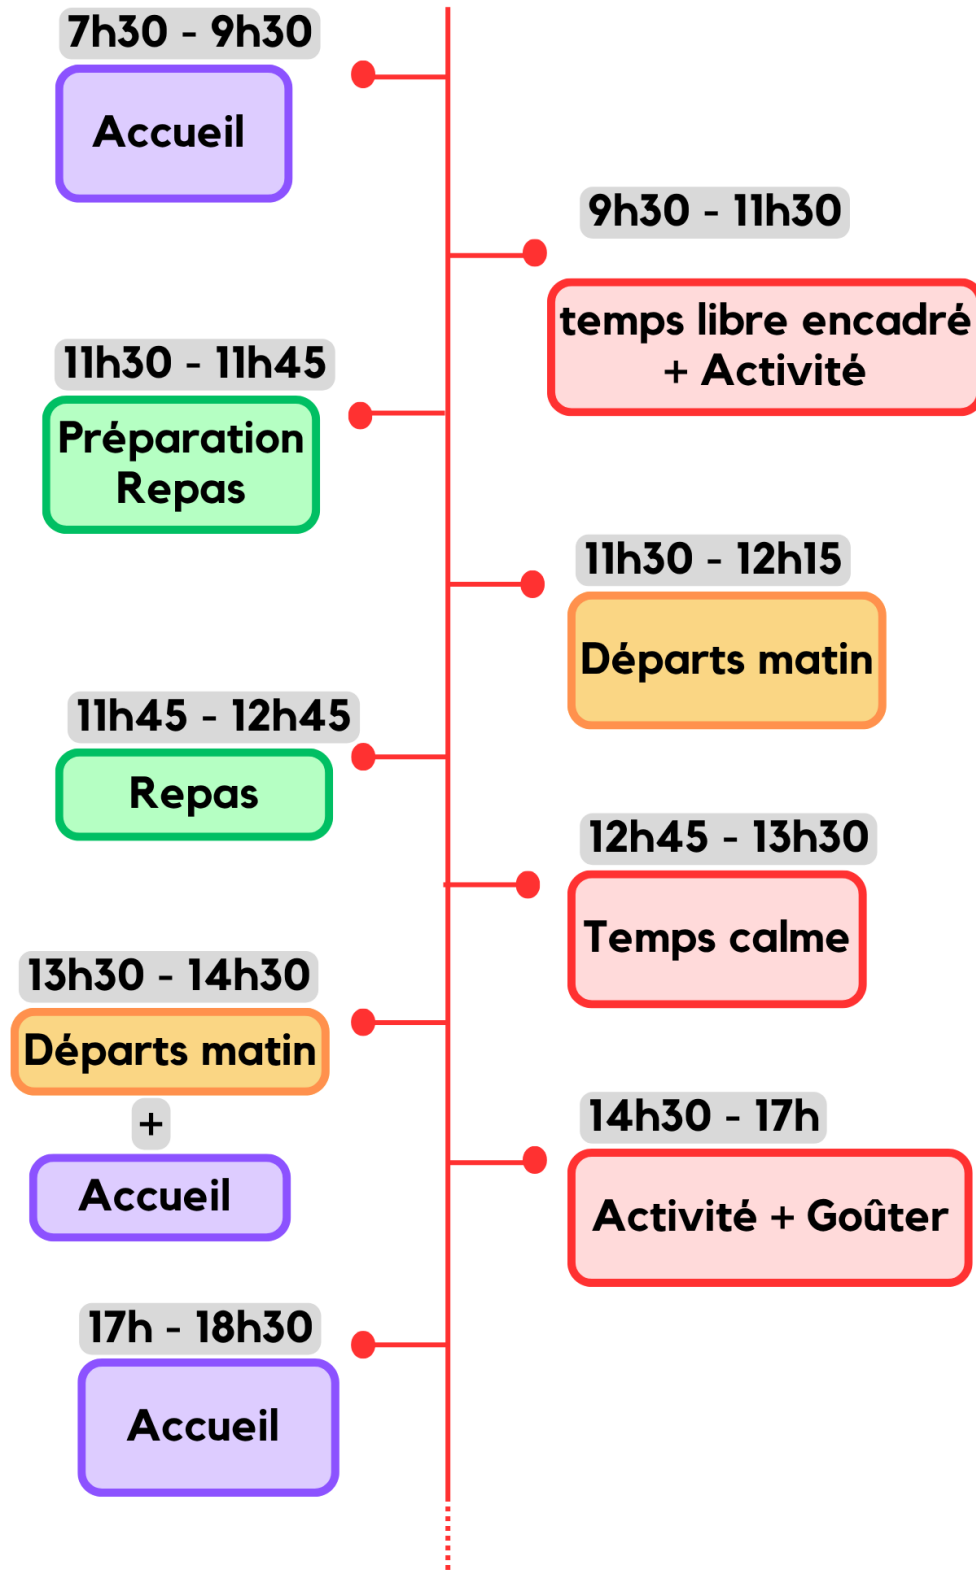 7h30 - 9h30
Accueil
9h30 - 11h30
temps libre encadré
+ Activité
11h30 - 11h45
Préparation
Repas
11h30 - 12h15
Départs matin
11h45 - 12h45
Repas
12h45 - 13h30
Temps calme
13h30 - 14h30
Départs matin
+
Accueil
14h30 - 17h
Activité + Goûter
17h - 18h30
Accueil